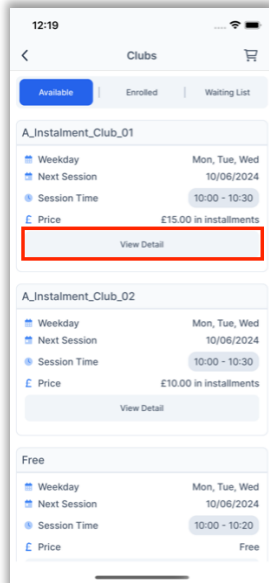 12:19
Clubs
Available | Enrolled | Waiting List
A_Instalment_Club_01
Weekday Mon, Tue, Wed
Next Session 10/06/2024
Session Time 10:00 - 10:30
£ Price £15.00 in installments
View Detail
A_Instalment_Club_02
Weekday Mon, Tue, Wed
Next Session 10/06/2024
Session Time 10:00 - 10:30
£ Price £10.00 in installments
View Detail
Free
Weekday Mon, Tue, Wed
Next Session 10/06/2024
Session Time 10:00 - 10:20
£ Price Free